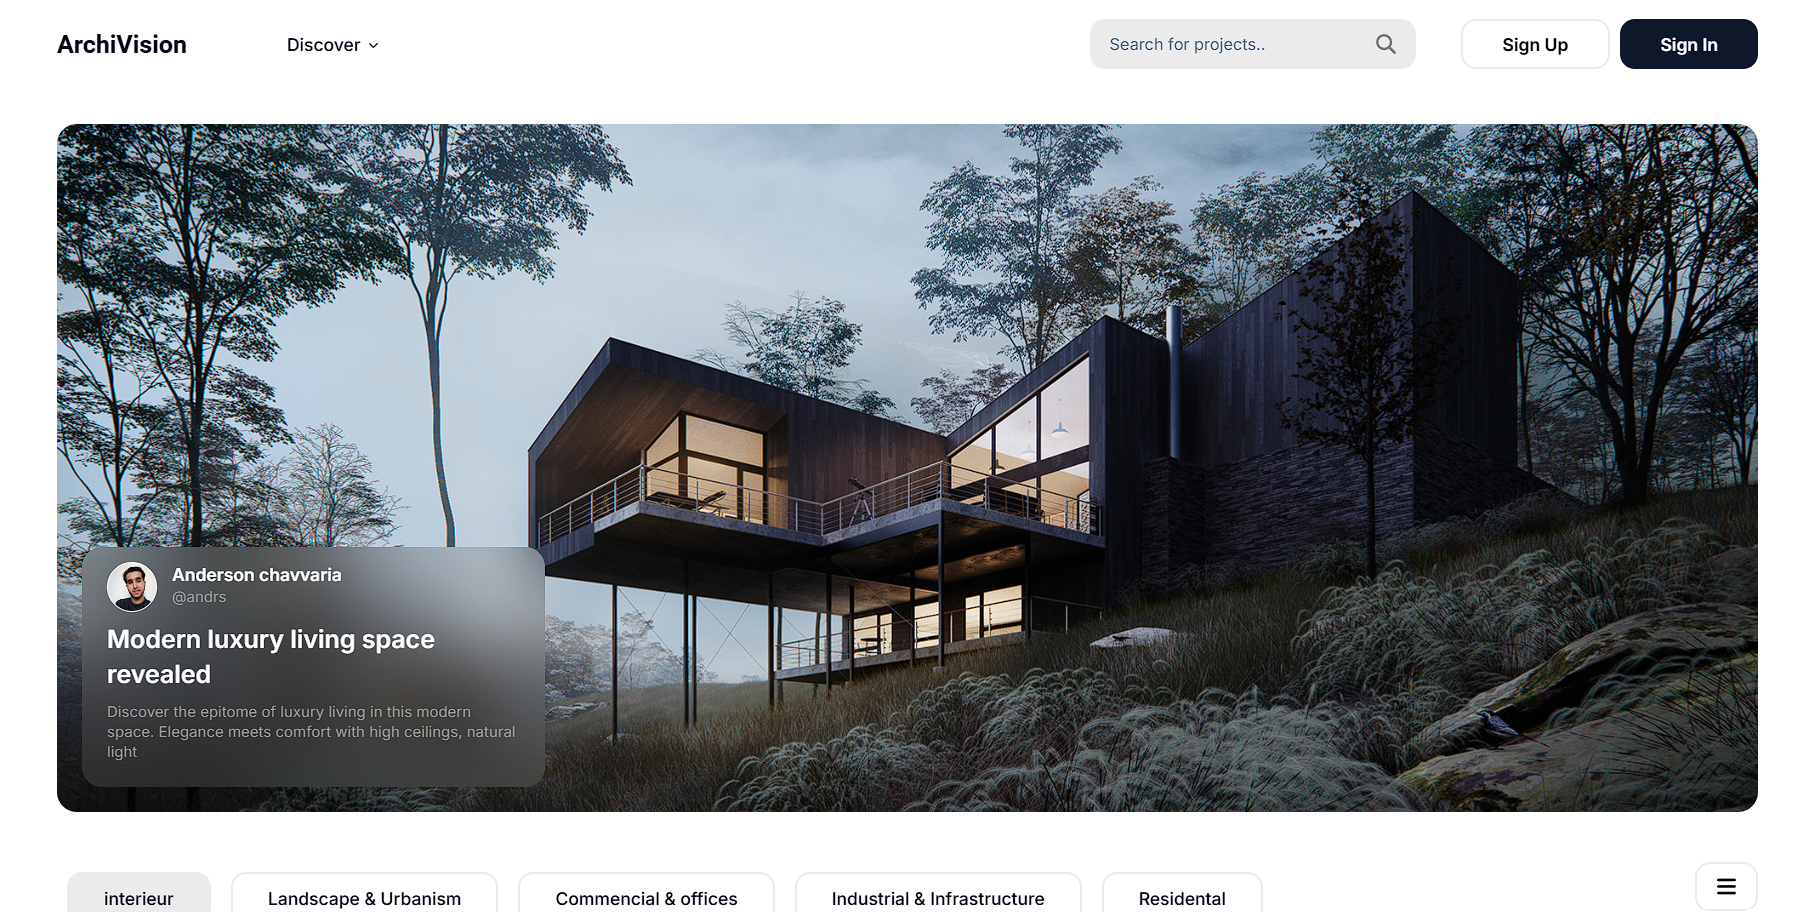 ArchiVision
Discover
Search for projects..
Sign Up
Sign In
Anderson chavvaria
@andrs
Modern luxury living space
revealed
Discover the epitome of luxury living in this modern
space. Elegance meets comfort with high ceilings, natural
light
interieur
Landscape & Urbanism
Commencial & offices
Industrial & Infrastructure
Residental